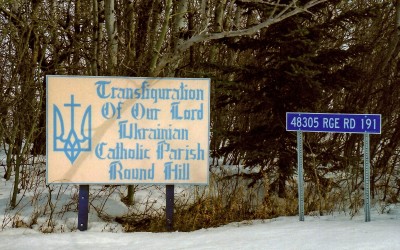 Transfiguration
Of Our Lord
Ukrainian
Catholic Parish
Round Hill
48305 RGE RD 191